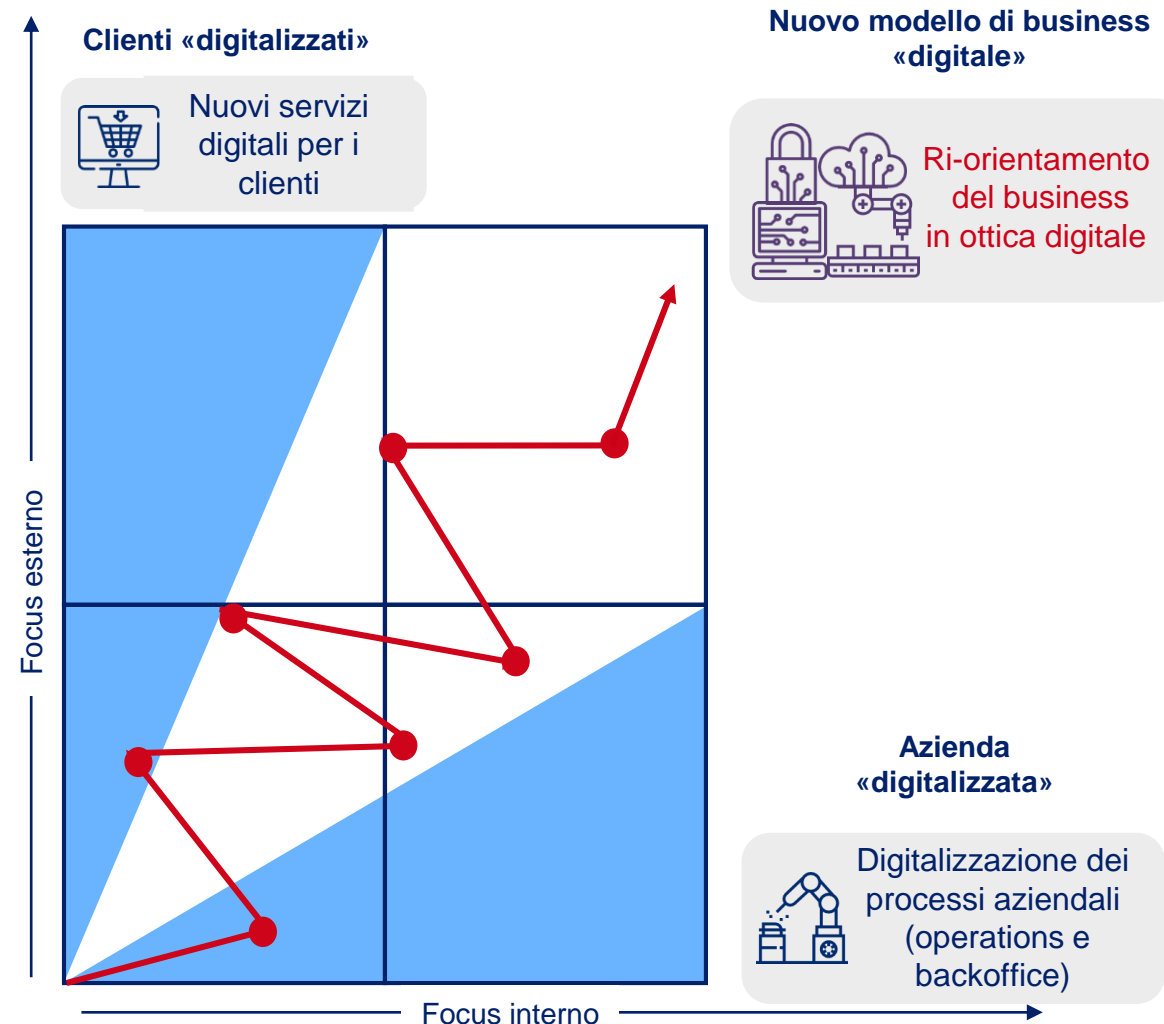 Clienti «digitalizzati»
Nuovi servizi
digitali per i
clienti
Nuovo modello di business
«digitale»
Ri-orientamento
del business
in ottica digitale
Focus esterno
Azienda
«digitalizzata»
Digitalizzazione dei
processi aziendali
(operations e
backoffice)
Focus interno